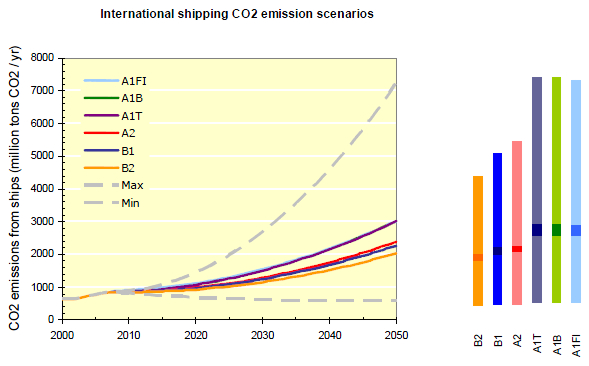 International shipping CO2 emission scenarios
CO2 emissions from ships (million tons CO2 / yr)
8000
7000
6000
5000
4000
3000
2000
1000
0
A1FI
A1B
A1T
A2
B1
B2
Max
Min
2000
2010
2020
2030
2040
2050
B2
B1
A2
A1T
A1B
A1FI